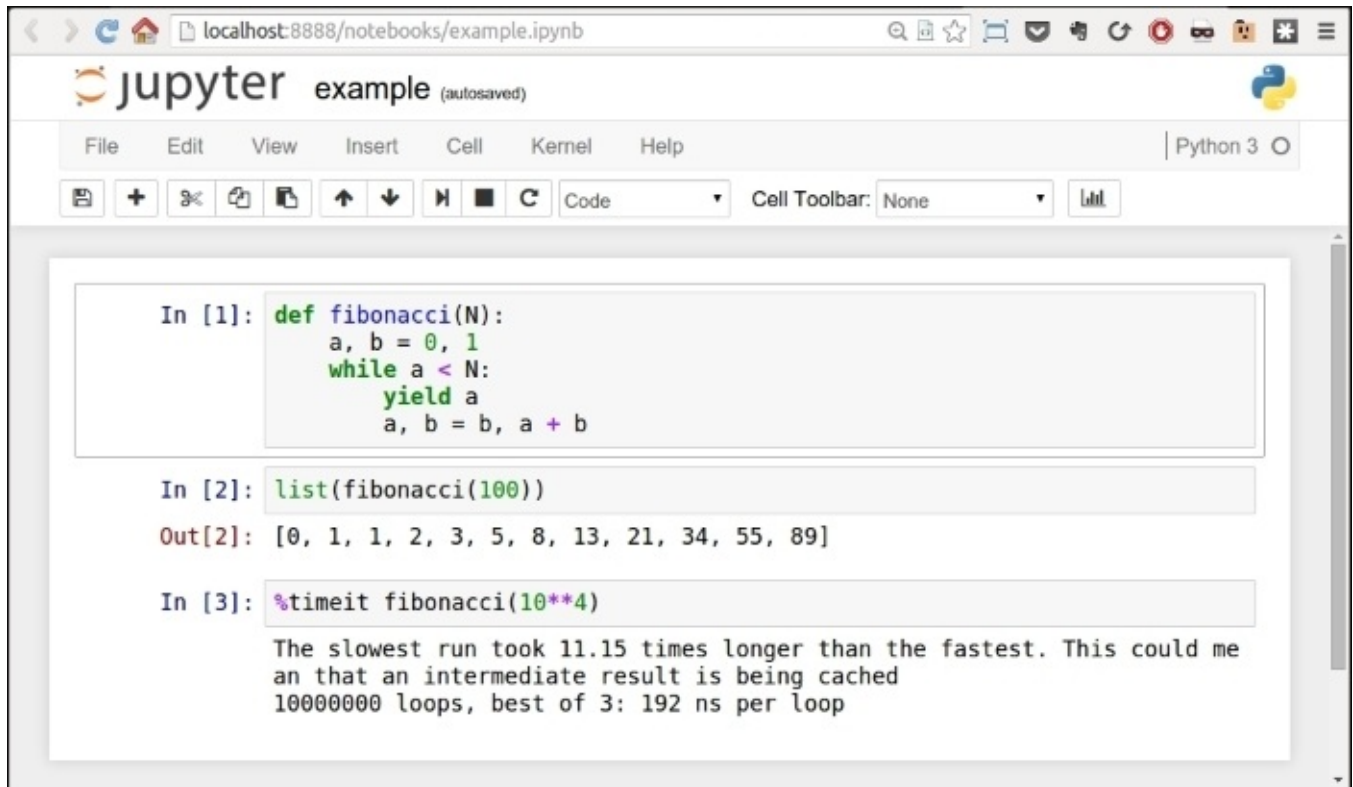 localhost:8888/notebooks/example.ipynb
jupyter example (autosaved)
File Edit View Insert Cell Kernel Help Python 3
Code Cell Toolbar: None
In [1]: def fibonacci(N):
    a, b = 0, 1
    while a < N:
        yield a
        a, b = b, a + b
In [2]: list(fibonacci(100))
Out[2]: [0, 1, 1, 2, 3, 5, 8, 13, 21, 34, 55, 89]
In [3]: %timeit fibonacci(10**4)
The slowest run took 11.15 times longer than the fastest. This could me
an that an intermediate result is being cached
10000000 loops, best of 3: 192 ns per loop